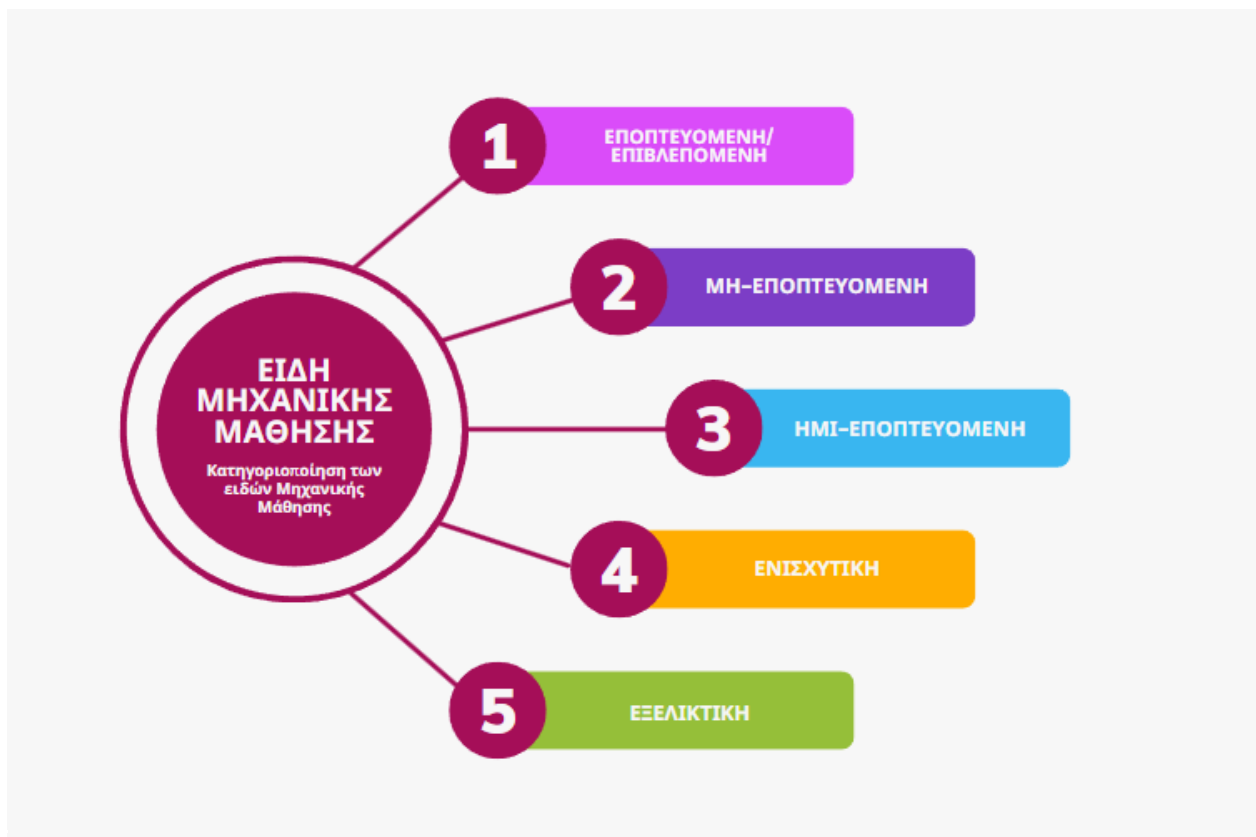 ΕΙΔΗ
ΜΗΧΑΝΙΚΗΣ
ΜΑΘΗΣΗΣ
Κατηγοριοποίηση των
ειδών Μηχανικής
Μάθησης
1
ΕΠΟΠΤΕΥΟΜΕΝΗ/
ΕΠΙΒΛΕΠΟΜΕΝΗ
2
ΜΗ-ΕΠΟΠΤΕΥΟΜΕΝΗ
3
ΗΜΙ-ΕΠΟΠΤΕΥΟΜΕΝΗ
4
ΕΝΙΣΧΥΤΙΚΗ
5
ΕΞΕΛΙΚΤΙΚΗ